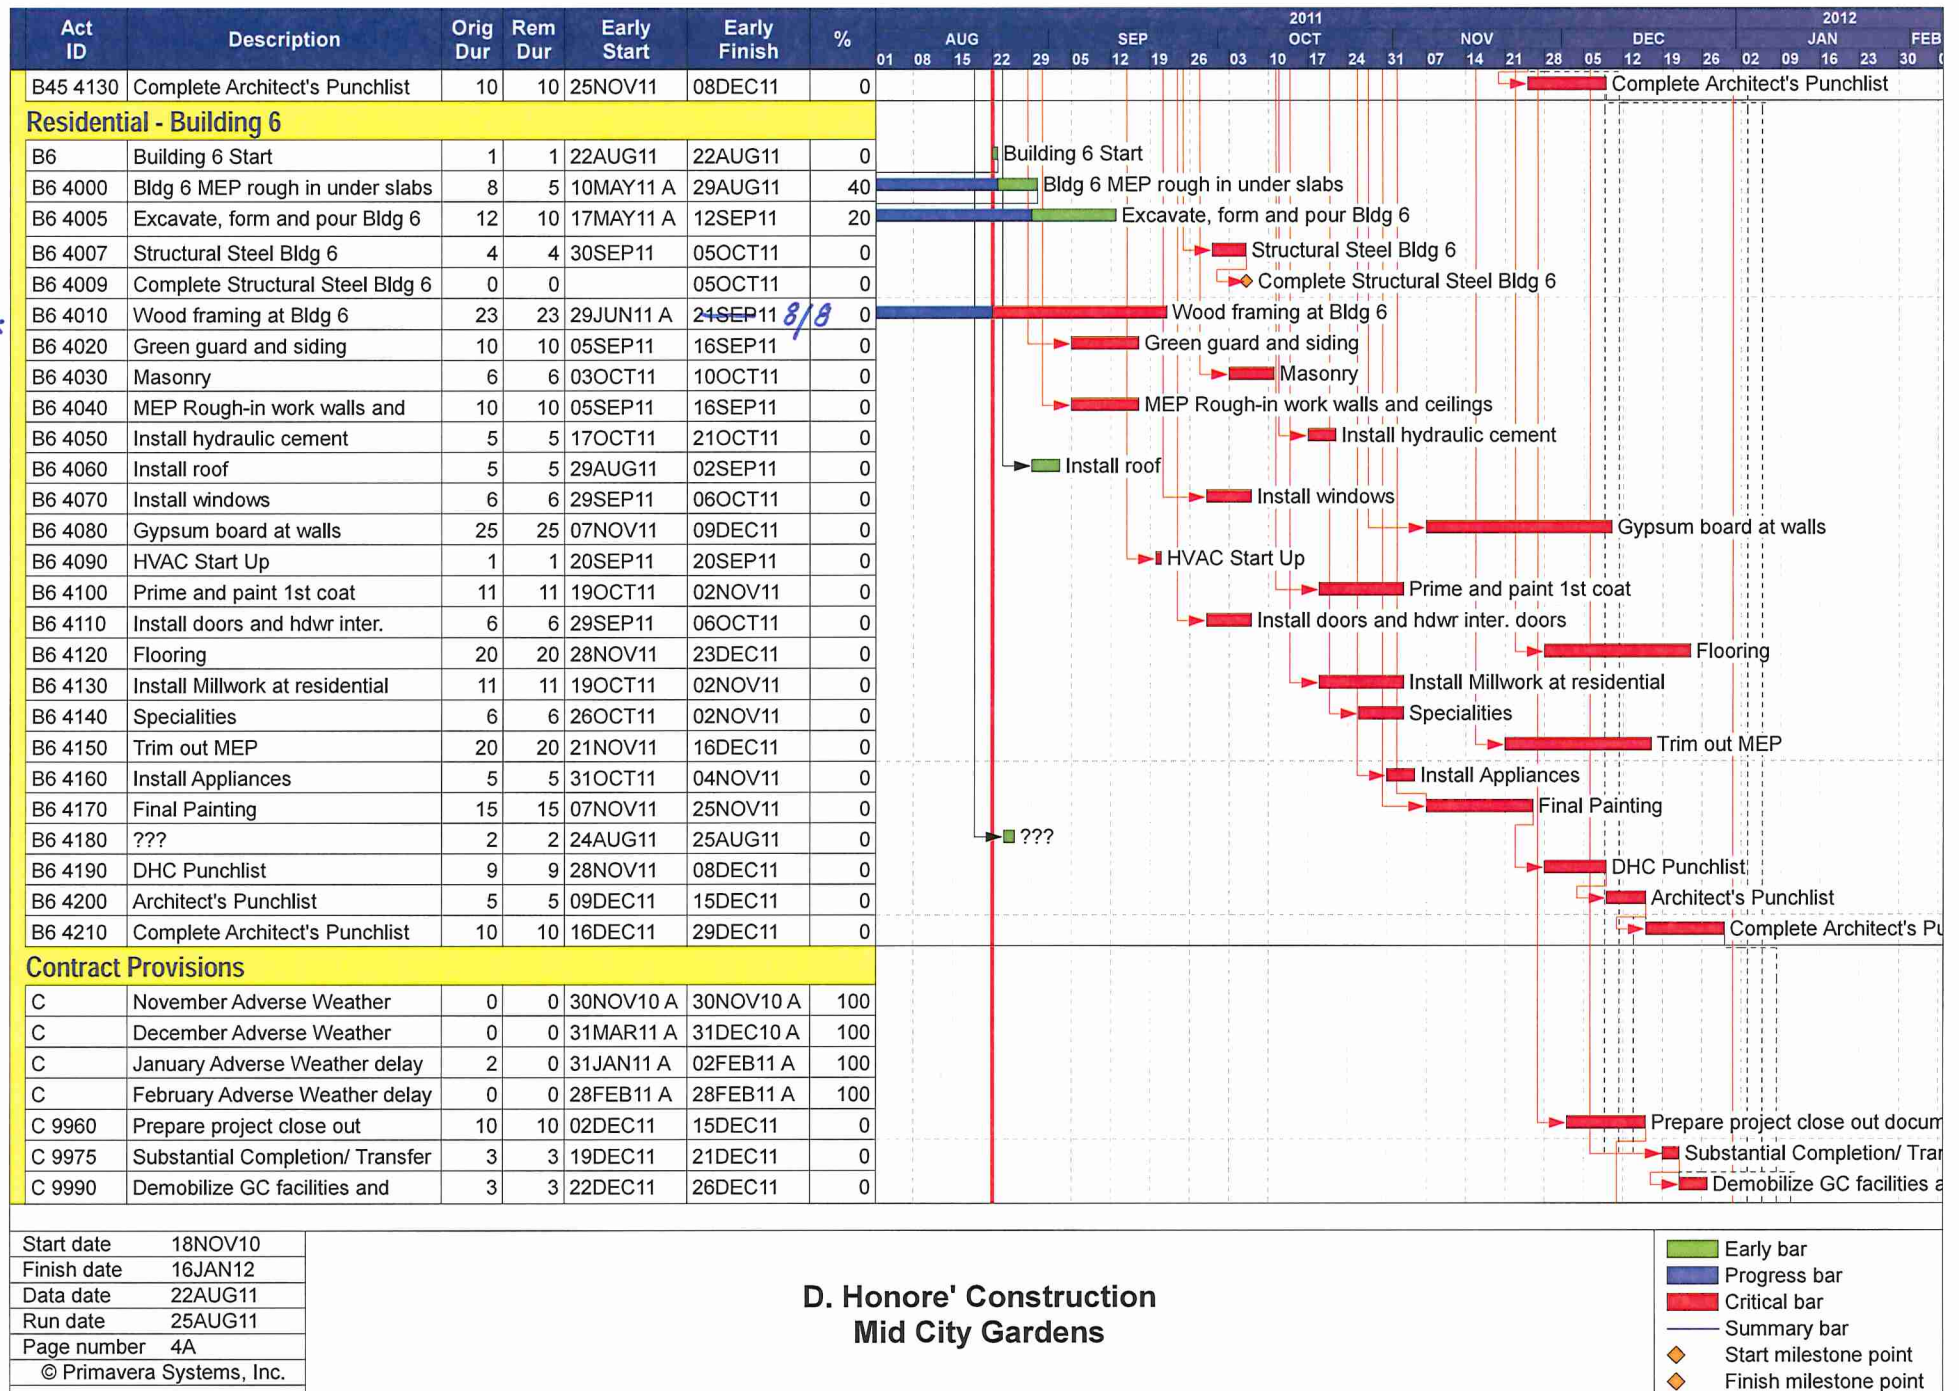 Act ID Description Orig Dur Rem Dur Early Start Early Finish %
2011 2012
AUG SEP OCT NOV DEC JAN FEB
01 08 15 22 29 05 12 19 26 03 10 17 24 31 07 14 21 28 05 12 19 26 02 09 16 23 30
B45 4130 Complete Architect's Punchlist 10 10 25NOV11 08DEC11 0 Complete Architect's Punchlist
Residential - Building 6
B6 Building 6 Start 1 1 22AUG11 22AUG11 0 Building 6 Start
B6 4000 Bldg 6 MEP rough in under slabs 8 5 10MAY11 A 29AUG11 40 Bldg 6 MEP rough in under slabs
B6 4005 Excavate, form and pour Bldg 6 12 10 17MAY11 A 12SEP11 20 Excavate, form and pour Bldg 6
B6 4007 Structural Steel Bldg 6 4 4 30SEP11 05OCT11 0 Structural Steel Bldg 6
B6 4009 Complete Structural Steel Bldg 6 0 0 05OCT11 0 Complete Structural Steel Bldg 6
B6 4010 Wood framing at Bldg 6 23 23 29JUN11 A 21SEP11 8/8 0 Wood framing at Bldg 6
B6 4020 Green guard and siding 10 10 05SEP11 16SEP11 0 Green guard and siding
B6 4030 Masonry 6 6 03OCT11 10OCT11 0 Masonry
B6 4040 MEP Rough-in work walls and 10 10 05SEP11 16SEP11 0 MEP Rough-in work walls and ceilings
B6 4050 Install hydraulic cement 5 5 17OCT11 21OCT11 0 Install hydraulic cement
B6 4060 Install roof 5 5 29AUG11 02SEP11 0 Install roof
B6 4070 Install windows 6 6 29SEP11 06OCT11 0 Install windows
B6 4080 Gypsum board at walls 25 25 07NOV11 09DEC11 0 Gypsum board at walls
B6 4090 HVAC Start Up 1 1 20SEP11 20SEP11 0 HVAC Start Up
B6 4100 Prime and paint 1st coat 11 11 19OCT11 02NOV11 0 Prime and paint 1st coat
B6 4110 Install doors and hdwr inter. 6 6 29SEP11 06OCT11 0 Install doors and hdwr inter. doors
B6 4120 Flooring 20 20 28NOV11 23DEC11 0 Flooring
B6 4130 Install Millwork at residential 11 11 19OCT11 02NOV11 0 Install Millwork at residential
B6 4140 Specialities 6 6 26OCT11 02NOV11 0 Specialities
B6 4150 Trim out MEP 20 20 21NOV11 16DEC11 0 Trim out MEP
B6 4160 Install Appliances 5 5 31OCT11 04NOV11 0 Install Appliances
B6 4170 Final Painting 15 15 07NOV11 25NOV11 0 Final Painting
B6 4180 ??? 2 2 24AUG11 25AUG11 0 ???
B6 4190 DHC Punchlist 9 9 28NOV11 08DEC11 0 DHC Punchlist
B6 4200 Architect's Punchlist 5 5 09DEC11 15DEC11 0 Architect's Punchlist
B6 4210 Complete Architect's Punchlist 10 10 16DEC11 29DEC11 0 Complete Architect's Pu
Contract Provisions
C November Adverse Weather 0 0 30NOV10 A 30NOV10 A 100
C December Adverse Weather 0 0 31MAR11 A 31DEC10 A 100
C January Adverse Weather delay 2 0 31JAN11 A 02FEB11 A 100
C February Adverse Weather delay 0 0 28FEB11 A 28FEB11 A 100
C 9960 Prepare project close out 10 10 02DEC11 15DEC11 0 Prepare project close out docum
C 9975 Substantial Completion/ Transfer 3 3 19DEC11 21DEC11 0 Substantial Completion/ Tran
C 9990 Demobilize GC facilities and 3 3 22DEC11 26DEC11 0 Demobilize GC facilities a
Start date 18NOV10
Finish date 16JAN12
Data date 22AUG11
Run date 25AUG11
Page number 4A
© Primavera Systems, Inc.
D. Honore' Construction
Mid City Gardens
Early bar
Progress bar
Critical bar
Summary bar
Start milestone point
Finish milestone point